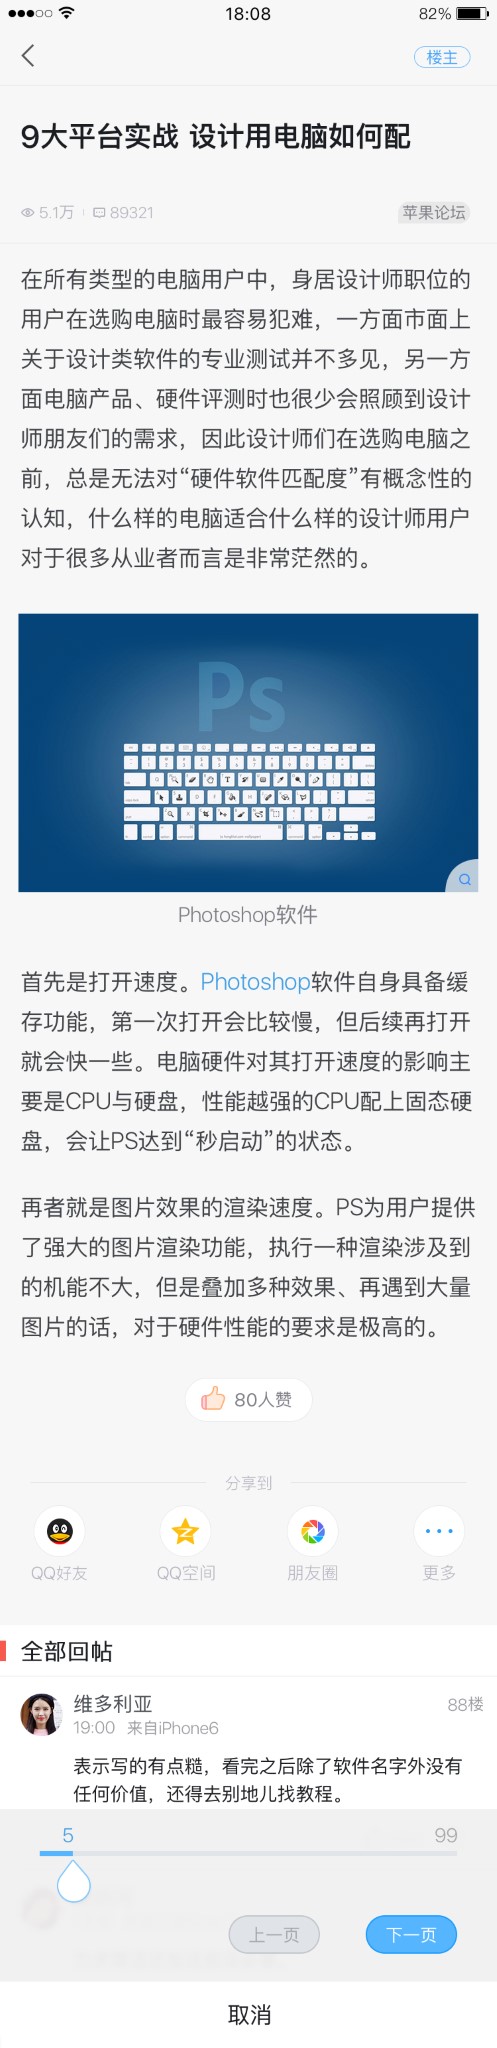 18:08
82%
楼主
9大平台实战 设计用电脑如何配
5.1万
89321
苹果论坛
在所有类型的电脑用户中，身居设计师职位的
用户在选购电脑时最容易犯难，一方面市面上
关于设计类软件的专业测试并不多见，另一方
面电脑产品、硬件评测时也很少会照顾到设计
师朋友们的需求，因此设计师们在选购电脑之
前，总是无法对“硬件软件匹配度”有概念性的
认知，什么样的电脑适合什么样的设计师用户
对于很多从业者而言是非常茫然的。
Ps
Photoshop软件
首先是打开速度。Photoshop软件自身具备缓
存功能，第一次打开会比较慢，但后续再打开
就会快一些。电脑硬件对其打开速度的影响主
要是CPU与硬盘，性能越强的CPU配上固态硬
盘，会让PS达到“秒启动”的状态。
再者就是图片效果的渲染速度。PS为用户提供
了强大的图片渲染功能，执行一种渲染涉及到
的机能不大，但是叠加多种效果、再遇到大量
图片的话，对于硬件性能的要求是极高的。
80人赞
分享到
QQ好友
QQ空间
朋友圈
更多
全部回帖
维多利亚
88楼
19:00 来自iPhone6
表示写的有点糙，看完之后除了软件名字外没有
任何价值，还得去别地儿找教程。
5
99
上一页
下一页
取消